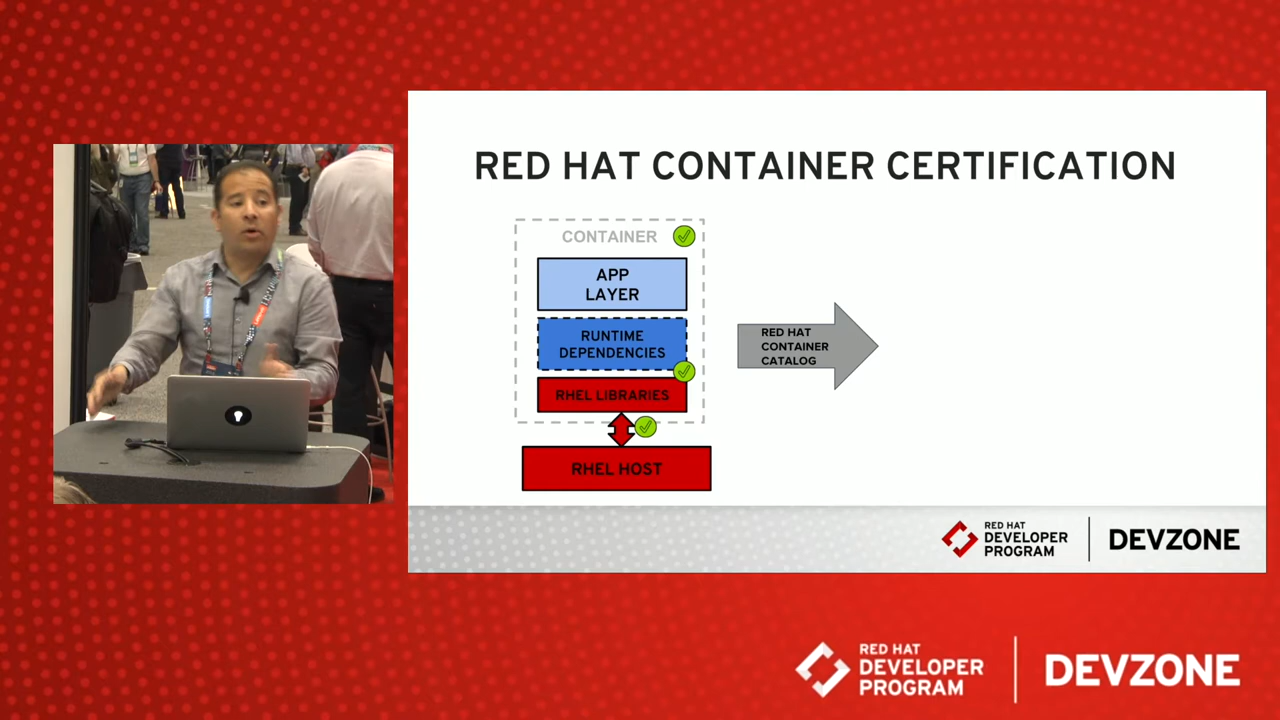 RED HAT CONTAINER CERTIFICATION
CONTAINER
APP
LAYER
RUNTIME
DEPENDENCIES
RHEL LIBRARIES
RHEL HOST
RED HAT
CONTAINER
CATALOG
RED HAT
DEVELOPER
PROGRAM
DEVZONE
RED HAT
DEVELOPER
PROGRAM
DEVZONE